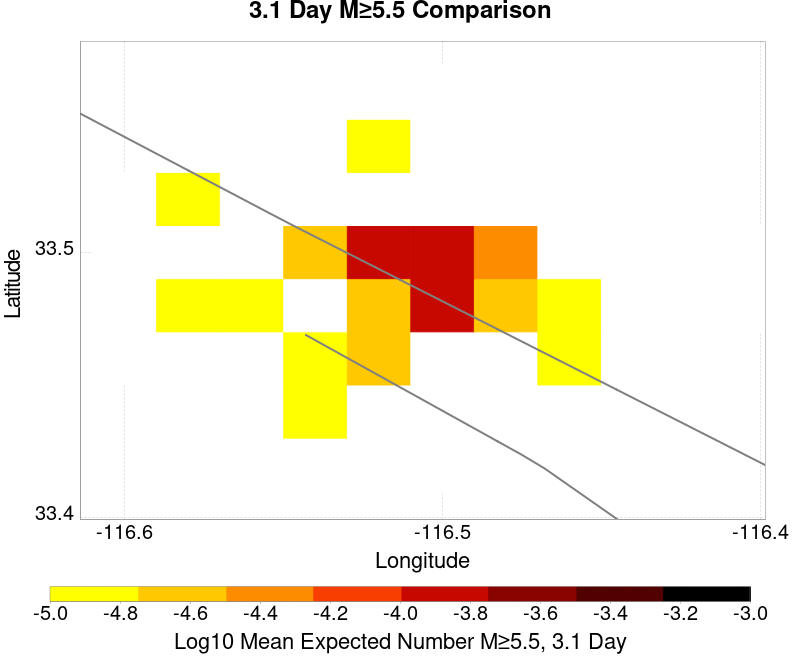 3.1 Day M≥5.5 Comparison
Latitude
33.5
33.4
-116.6 -116.5 -116.4
Longitude
-5.0 -4.8 -4.6 -4.4 -4.2 -4.0 -3.8 -3.6 -3.4 -3.2 -3.0
Log10 Mean Expected Number M≥5.5, 3.1 Day